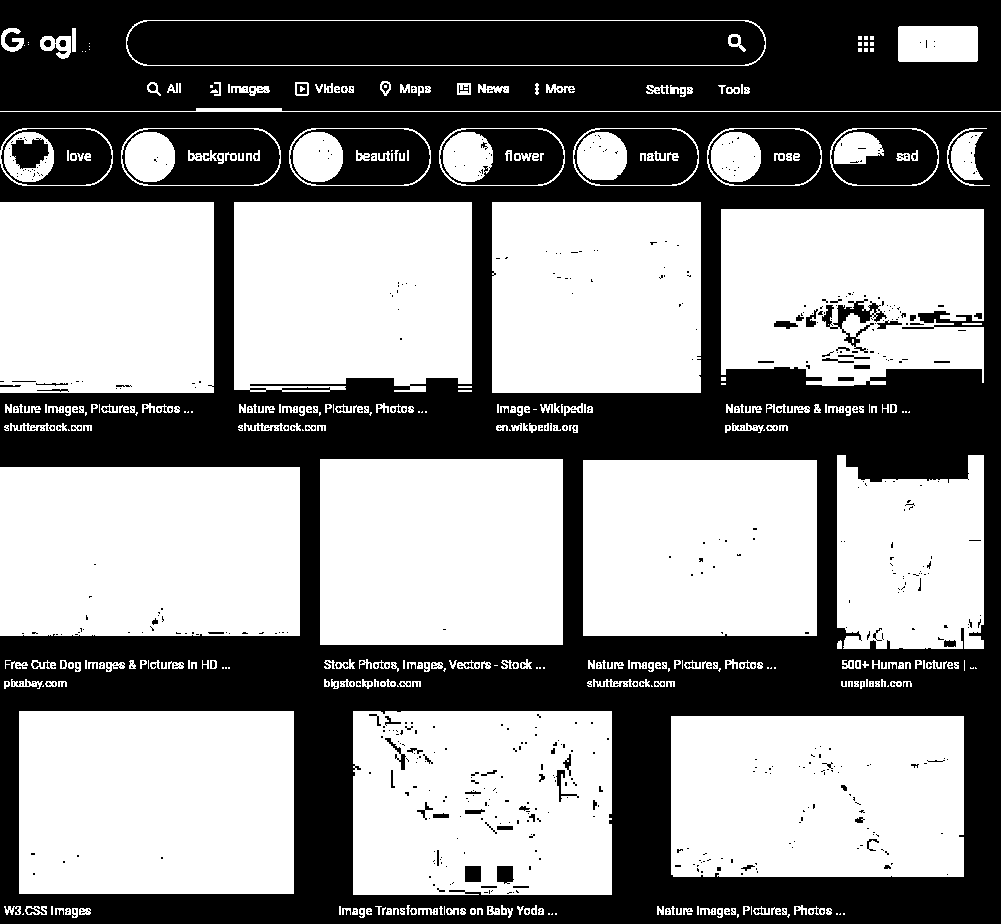 G ogl
All Images Videos Maps News More Settings Tools
love background beautiful flower nature rose sad
Nature Images, Pictures, Photos ...
shutterstock.com
Nature Images, Pictures, Photos ...
shutterstock.com
Image - Wikipedia
en.wikipedia.org
Nature Pictures & Images in HD ...
pixabay.com
Free Cute Dog Images & Pictures in HD ...
pixabay.com
Stock Photos, Images, Vectors - Stock ...
bigstockphoto.com
Nature Images, Pictures, Photos ...
shutterstock.com
500+ Human Pictures | ...
unsplash.com
W3.CSS Images
Image Transformations on Baby Yoda ...
Nature Images, Pictures, Photos ...